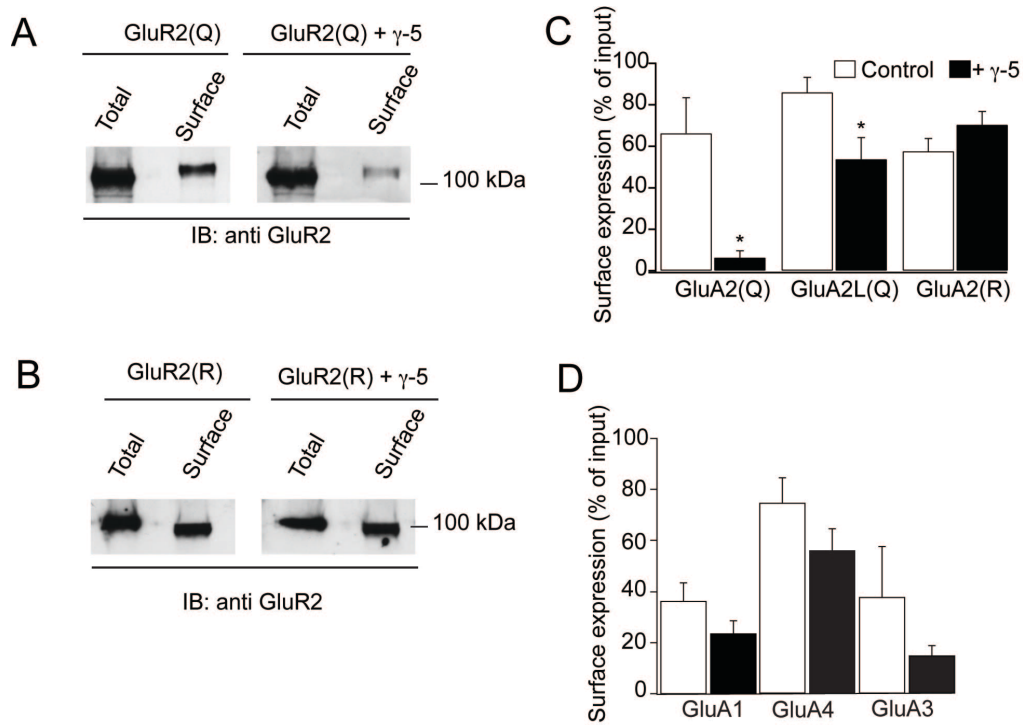 A
GluR2(Q)
GluR2(Q) + γ-5
Total
Surface
Total
Surface
100 kDa
IB: anti GluR2
B
GluR2(R)
GluR2(R) + γ-5
Total
Surface
Total
Surface
100 kDa
IB: anti GluR2
C
Surface expression (% of input)
100
80
60
40
20
0
Control
+ γ-5
*
*
GluA2(Q)
GluA2L(Q)
GluA2(R)
D
Surface expression (% of input)
100
80
60
40
20
0
GluA1
GluA4
GluA3